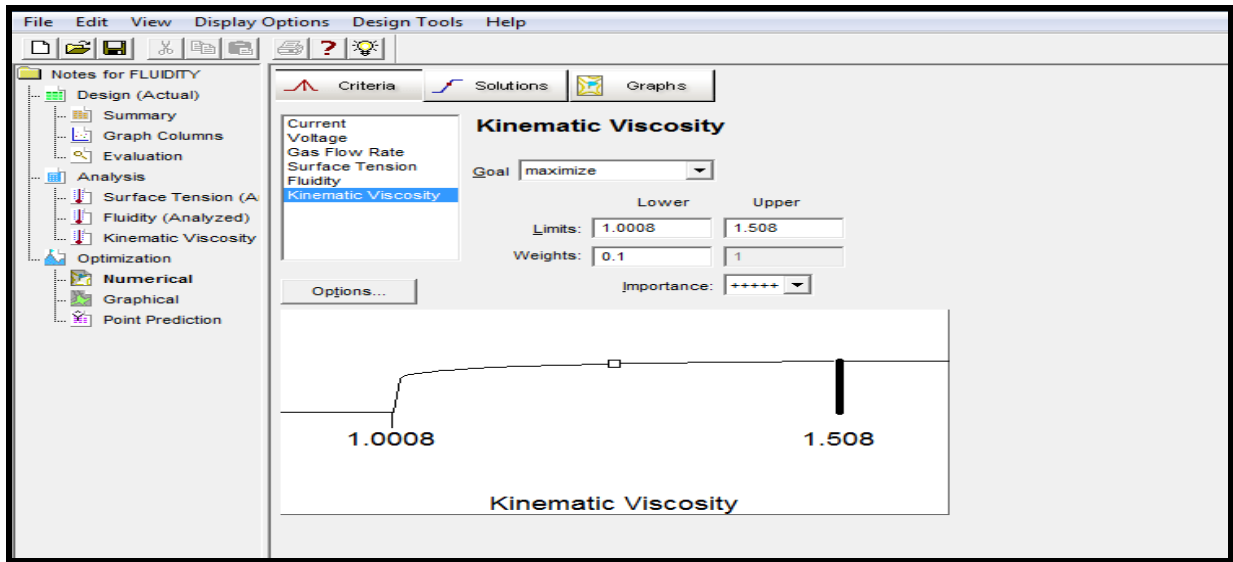 File Edit View Display Options Design Tools Help
Notes for FLUIDITY
Design (Actual)
Summary
Graph Columns
Evaluation
Analysis
Surface Tension (A
Fluidity (Analyzed)
Kinematic Viscosity
Optimization
Numerical
Graphical
Point Prediction
Criteria Solutions Graphs
Current
Voltage
Gas Flow Rate
Surface Tension
Fluidity
Kinematic Viscosity
Options...
Kinematic Viscosity
Goal maximize
Lower Upper
Limits: 1.0008 1.508
Weights: 0.1 1
Importance: +++++
1.0008 1.508
Kinematic Viscosity